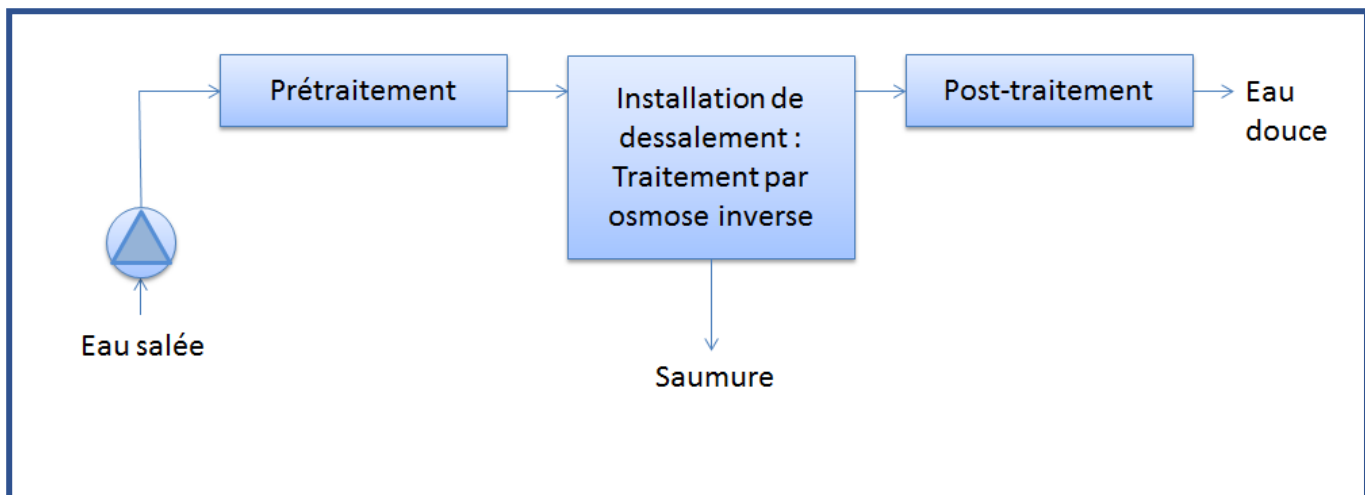 Prétraitement
Installation de
dessalement :
Traitement par
osmose inverse
Post-traitement
Eau
douce
Eau salée
Saumure